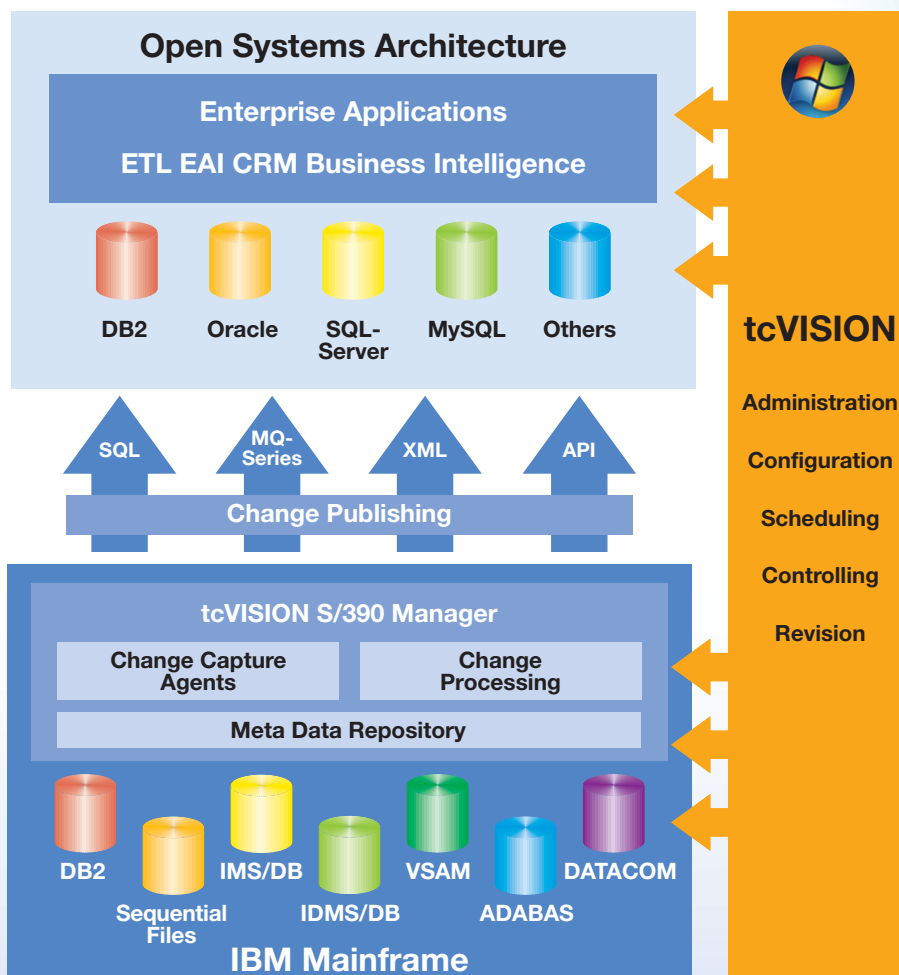 Open Systems Architecture
Enterprise Applications
ETL EAI CRM Business Intelligence
DB2
Oracle
SQL-
Server
MySQL
Others
SQL
MQ-
Series
XML
API
Change Publishing
tcVISION S/390 Manager
Change Capture
Agents
Change
Processing
Meta Data Repository
DB2
Sequential
Files
IMS/DB
IDMS/DB
VSAM
ADABAS
DATACOM
IBM Mainframe
tcVISION
Administration
Configuration
Scheduling
Controlling
Revision